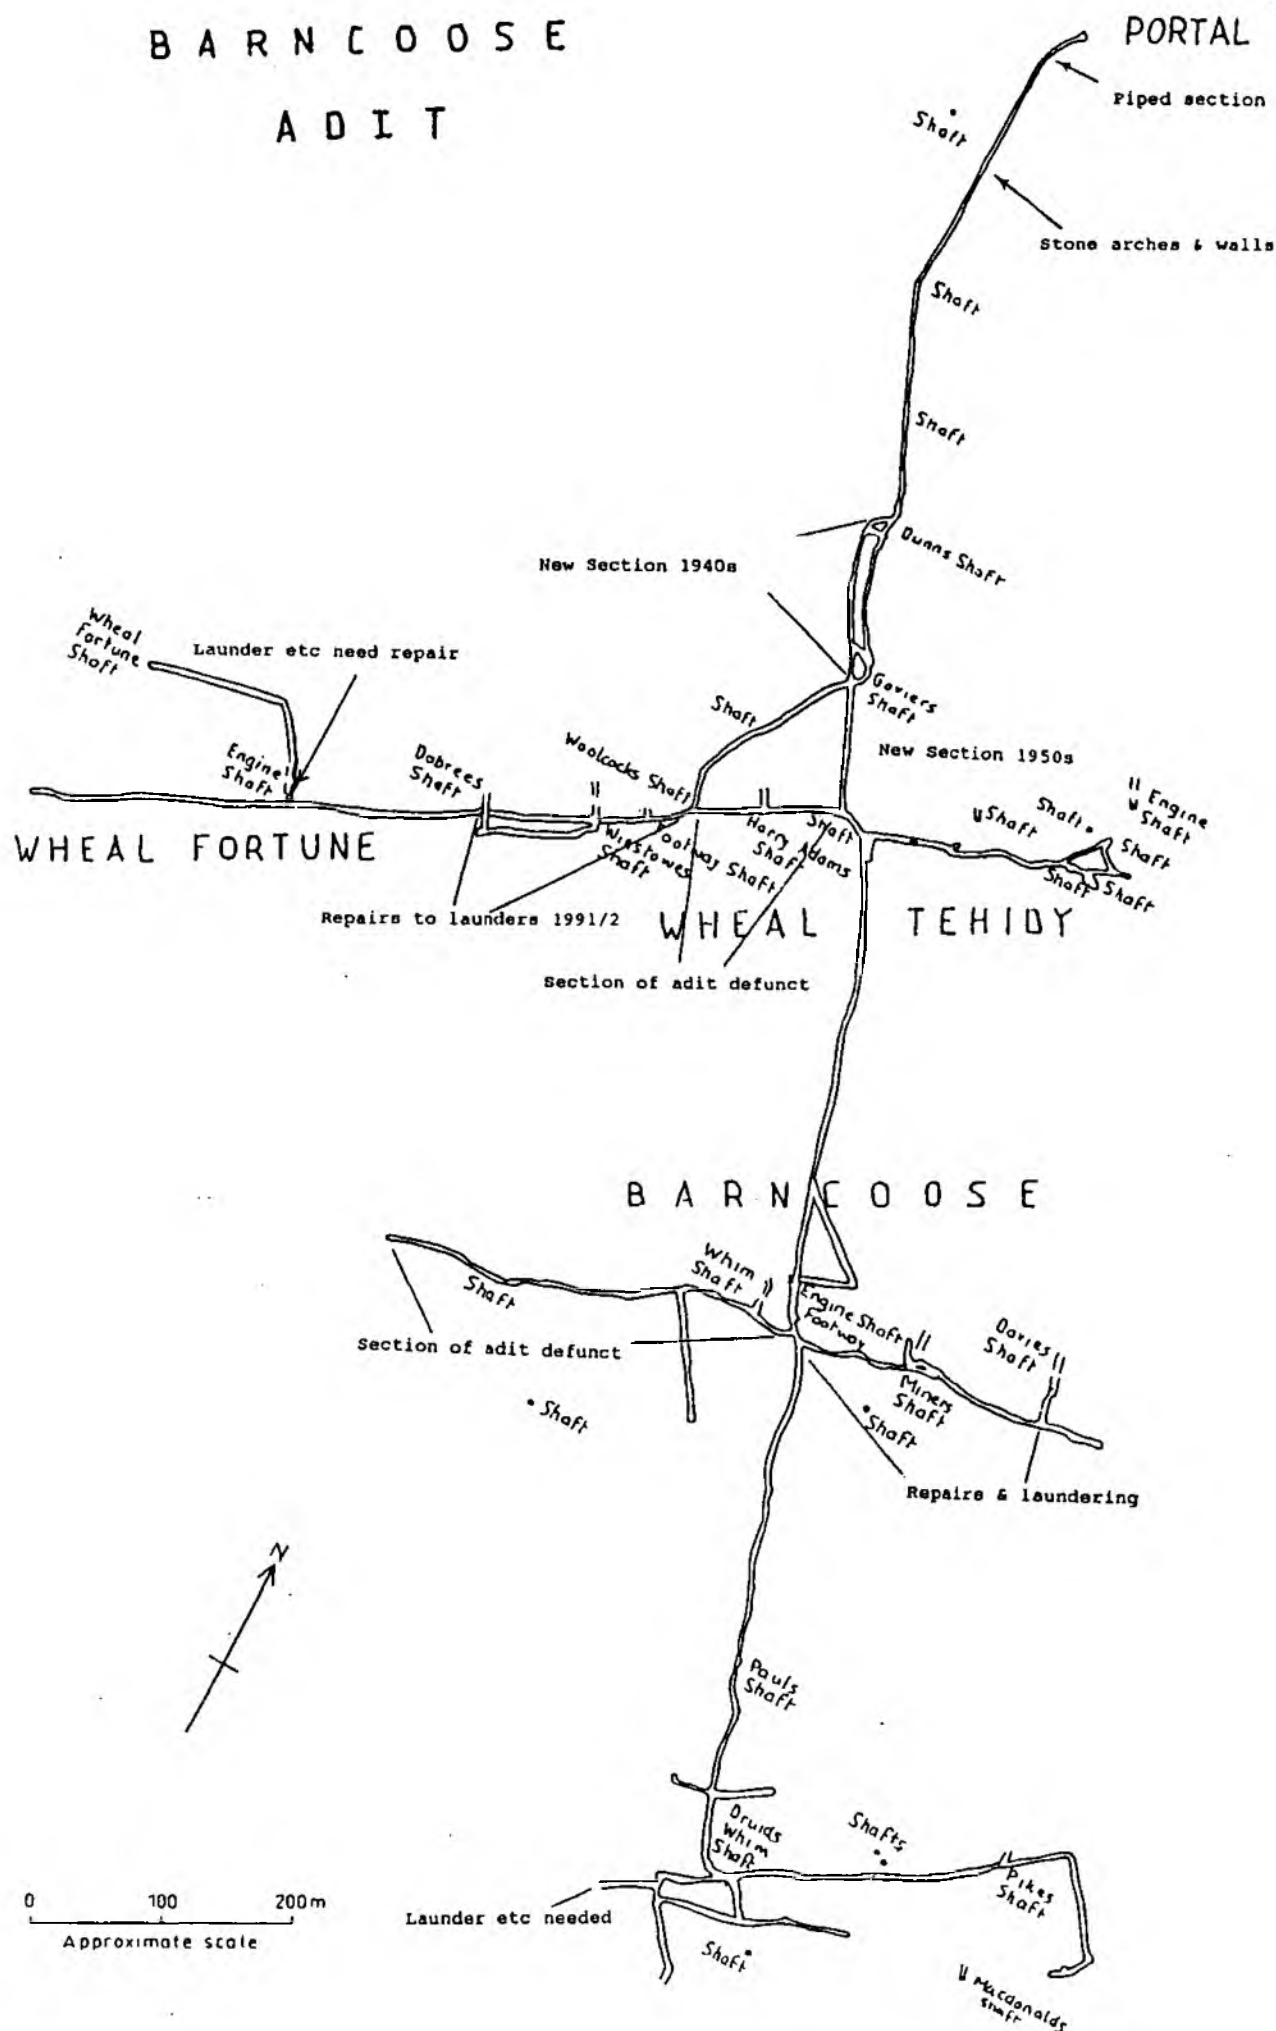 BARNCOOSE
ADIT
PORTAL
Piped section
Shaft
Stone arches & walls
Shaft
Shaft
Dunns Shaft
New Section 1940s
Wheal
Fortune
Shaft
Launder etc need repair
Goviers
Shaft
Shaft
New Section 1950s
Engine
Shaft
Dobrees
Shaft
Woolcocks Shaft
Harry Adams
Shaft
Shaft
Shaft
Shaft
Engine
Shaft
Shaft
Shaft
Shaft
WHEAL FORTUNE
Wigstowes
Shaft
ootway Shaft
Repairs to launders 1991/2
WHEAL TEHIDY
Section of adit defunct
BARNCOOSE
Whim
Shaft
Shaft
Engine Shaft
Footway
Davies
Shaft
Section of adit defunct
Miners
Shaft
Shaft
Shaft
Repairs & laundering
N
Pauls
Shaft
Druids
Whim
Shaft
Shafts
Pikes
Shaft
0 100 200m
Approximate scale
Launder etc needed
Shaft
Macdonalds
Shaft